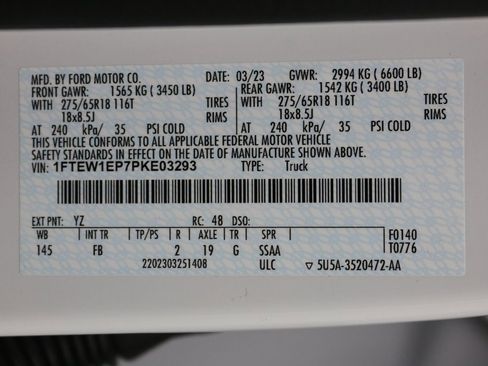 MFD. BY FORD MOTOR CO. DATE: 03/23 GVWR: 2994 KG ( 6600 LB)
FRONT GAWR: 1565 KG ( 3450 LB) REAR GAWR: 1542 KG ( 3400 LB)
WITH 275/65R18 116T TIRES WITH 275/65R18 116T TIRES
18x8.5J RIMS 18x8.5J RIMS
AT 240 kPa/ 35 PSI COLD AT 240 kPa/ 35 PSI COLD
THIS VEHICLE CONFORMS TO ALL APPLICABLE FEDERAL MOTOR VEHICLE
SAFETY STANDARDS IN EFFECT ON THE DATE OF MANUFACTURE SHOWN ABOVE.
VIN: 1FTEW1EP7PKE03293 TYPE: Truck
EXT PNT: YZ RC: 48 DSO:
WB INT TR TP/PS R AXLE TR SPR F0140
145 FB 2 19 G SSAA T0776
2202303251408 ULC ▽ 5U5A-3520472-AA